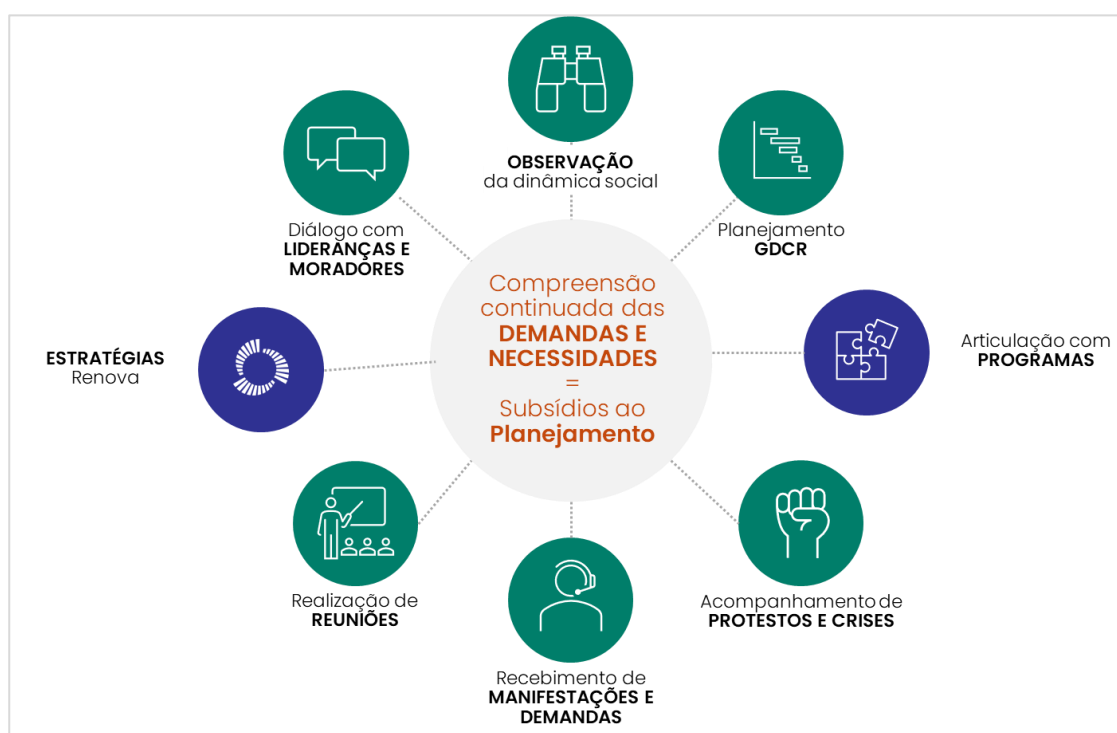 OBSERVAÇÃO
da dinâmica social
Diálogo com
LIDERANÇAS E
MORADORES
Planejamento
GDCR
Compreensão
continuada das
DEMANDAS E
NECESSIDADES
=
Subsídios ao
Planejamento
ESTRATÉGIAS
Renova
Articulação com
PROGRAMAS
Realização de
REUNIÕES
Acompanhamento de
PROTESTOS E CRISES
Recebimento de
MANIFESTAÇÕES E
DEMANDAS